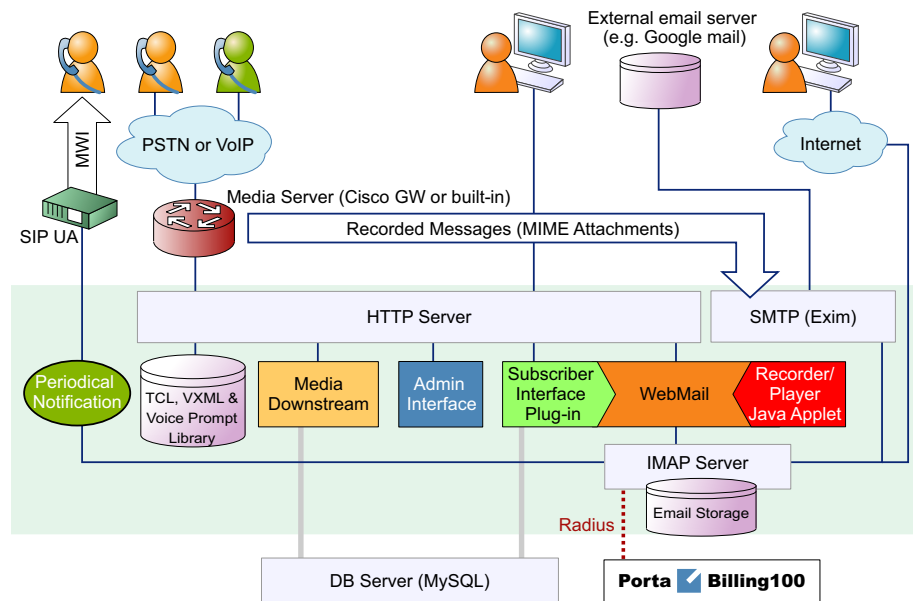 External email server
(e.g. Google mail)
PSTN or VoIP
Internet
MWI
SIP UA
Media Server (Cisco GW or built-in)
Recorded Messages (MIME Attachments)
HTTP Server
SMTP (Exim)
Periodical
Notification
TCL, VXML &
Voice Prompt
Library
Media
Downstream
Admin
Interface
Subscriber
Interface
Plug-in
WebMail
Recorder/
Player
Java Applet
IMAP Server
Email Storage
Radius
DB Server (MySQL)
Porta Billing100